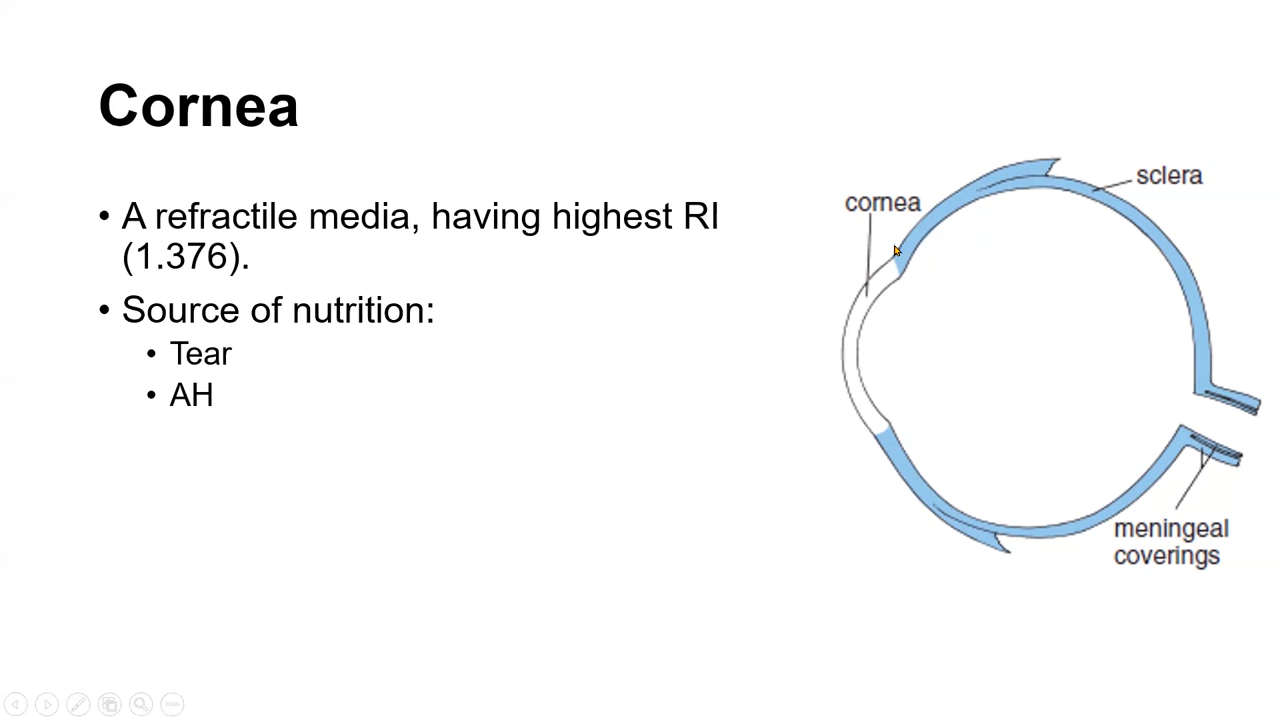 Cornea
• A refractile media, having highest RI
(1.376).
• Source of nutrition:
• Tear
• AH
cornea
sclera
meningeal
coverings